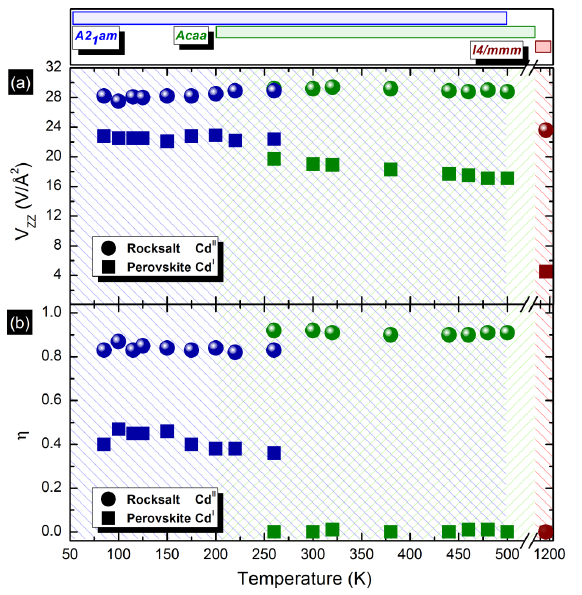 A2₁am
Acaa
I4/mmm
(a)
32
28
24
20
16
12
8
4
V_ZZ (V/Å²)
Rocksalt Cd^II
Perovskite Cd^I
(b)
1.0
0.8
0.6
0.4
0.2
0.0
η
Rocksalt Cd^II
Perovskite Cd^I
50 100 150 200 250 300 350 400 450 500 1200
Temperature (K)